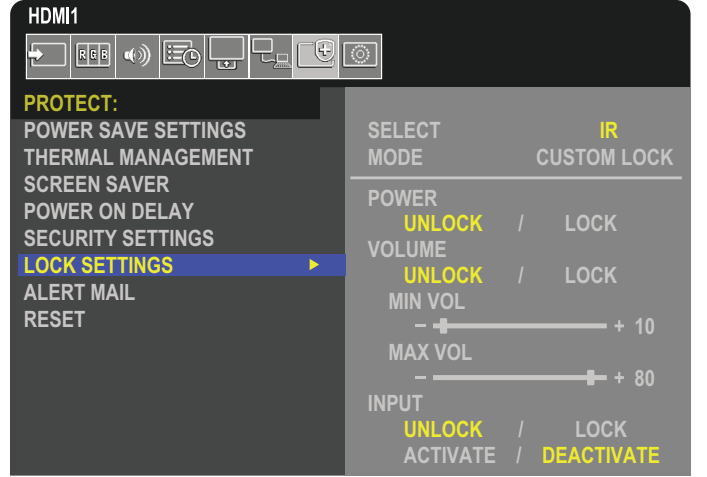 HDMI1
R G B
PROTECT:
POWER SAVE SETTINGS
THERMAL MANAGEMENT
SCREEN SAVER
POWER ON DELAY
SECURITY SETTINGS
LOCK SETTINGS
ALERT MAIL
RESET
SELECT IR
MODE CUSTOM LOCK
POWER
UNLOCK / LOCK
VOLUME
UNLOCK / LOCK
MIN VOL
− + 10
MAX VOL
− + 80
INPUT
UNLOCK / LOCK
ACTIVATE / DEACTIVATE